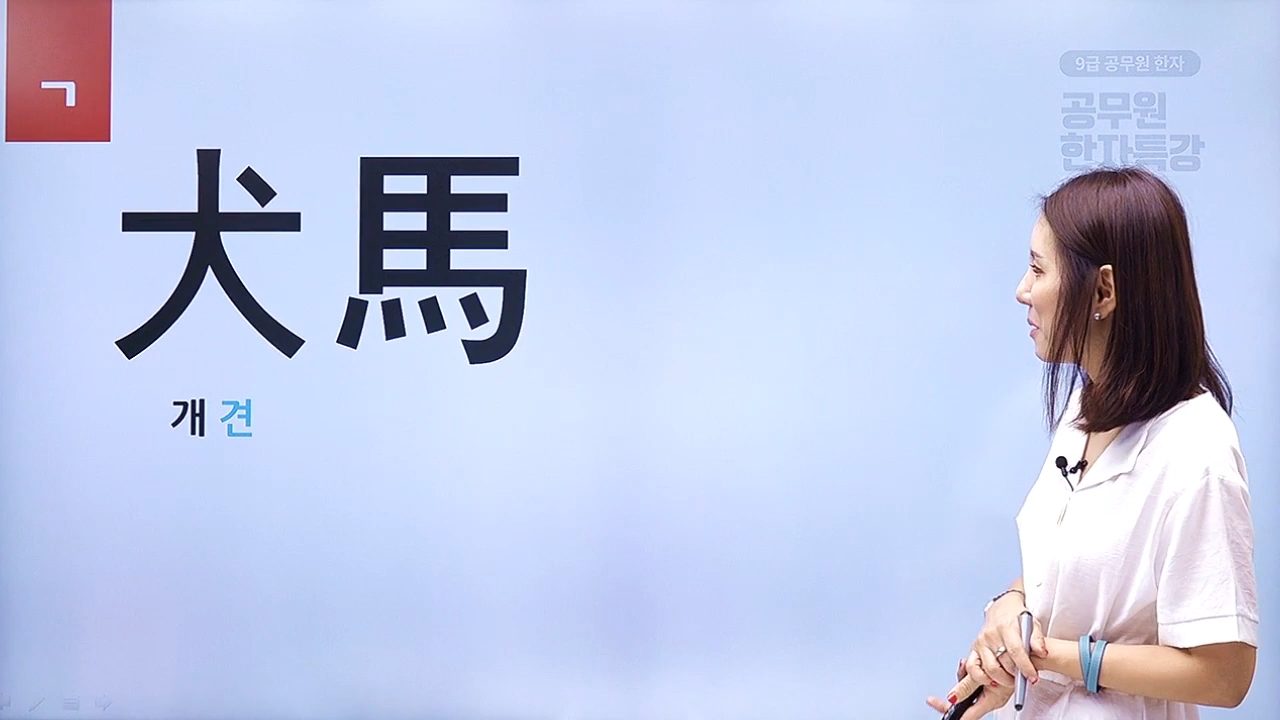 ㄱ
9급 공무원 한자
공무원
한자특강
犬馬
개 견